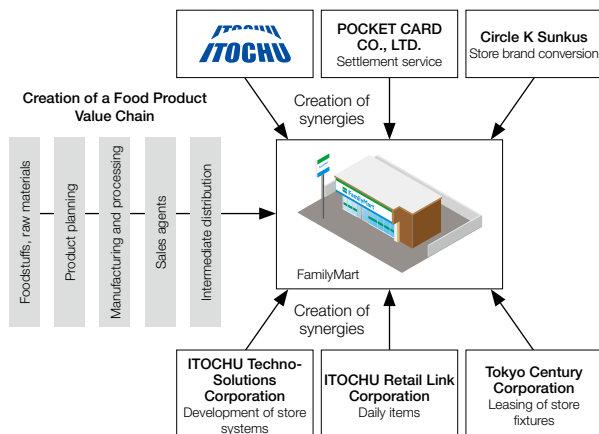 ITOCHU
ITOCHU
POCKET CARD
CO., LTD.
Settlement service
Circle K Sunkus
Store brand conversion
Creation of
synergies
Creation of a Food Product
Value Chain
Foodstuffs, raw materials
Product planning
Manufacturing and processing
Sales agents
Intermediate distribution
FamilyMart
FamilyMart
Creation of
synergies
ITOCHU Techno-
Solutions
Corporation
Development of store
systems
ITOCHU Retail Link
Corporation
Daily items
Tokyo Century
Corporation
Leasing of store
fixtures